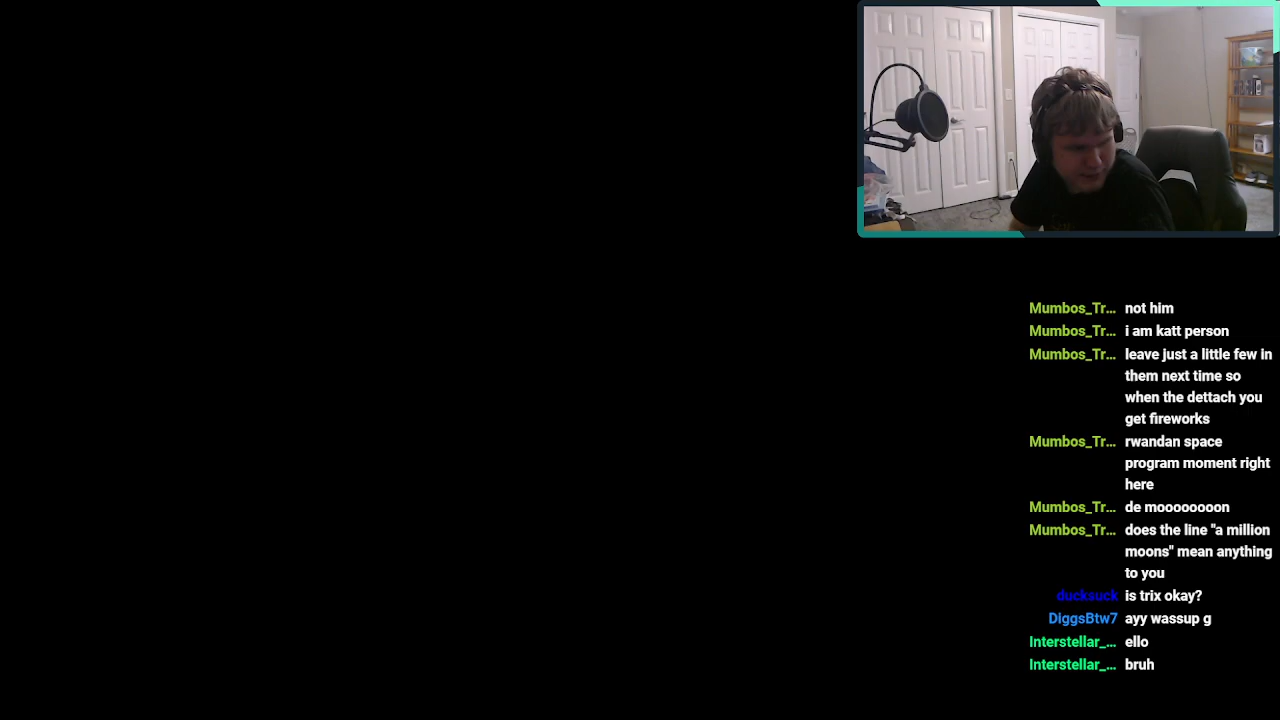 Mumbos_Tr... not him
Mumbos_Tr... i am katt person
Mumbos_Tr... leave just a little few in
them next time so
when the dettach you
get fireworks
Mumbos_Tr... rwandan space
program moment right
here
Mumbos_Tr... de moooooooon
Mumbos_Tr... does the line "a million
moons" mean anything
to you
ducksuck is trix okay?
DiggsBtw7 ayy wassup g
Interstellar_... ello
Interstellar_... bruh